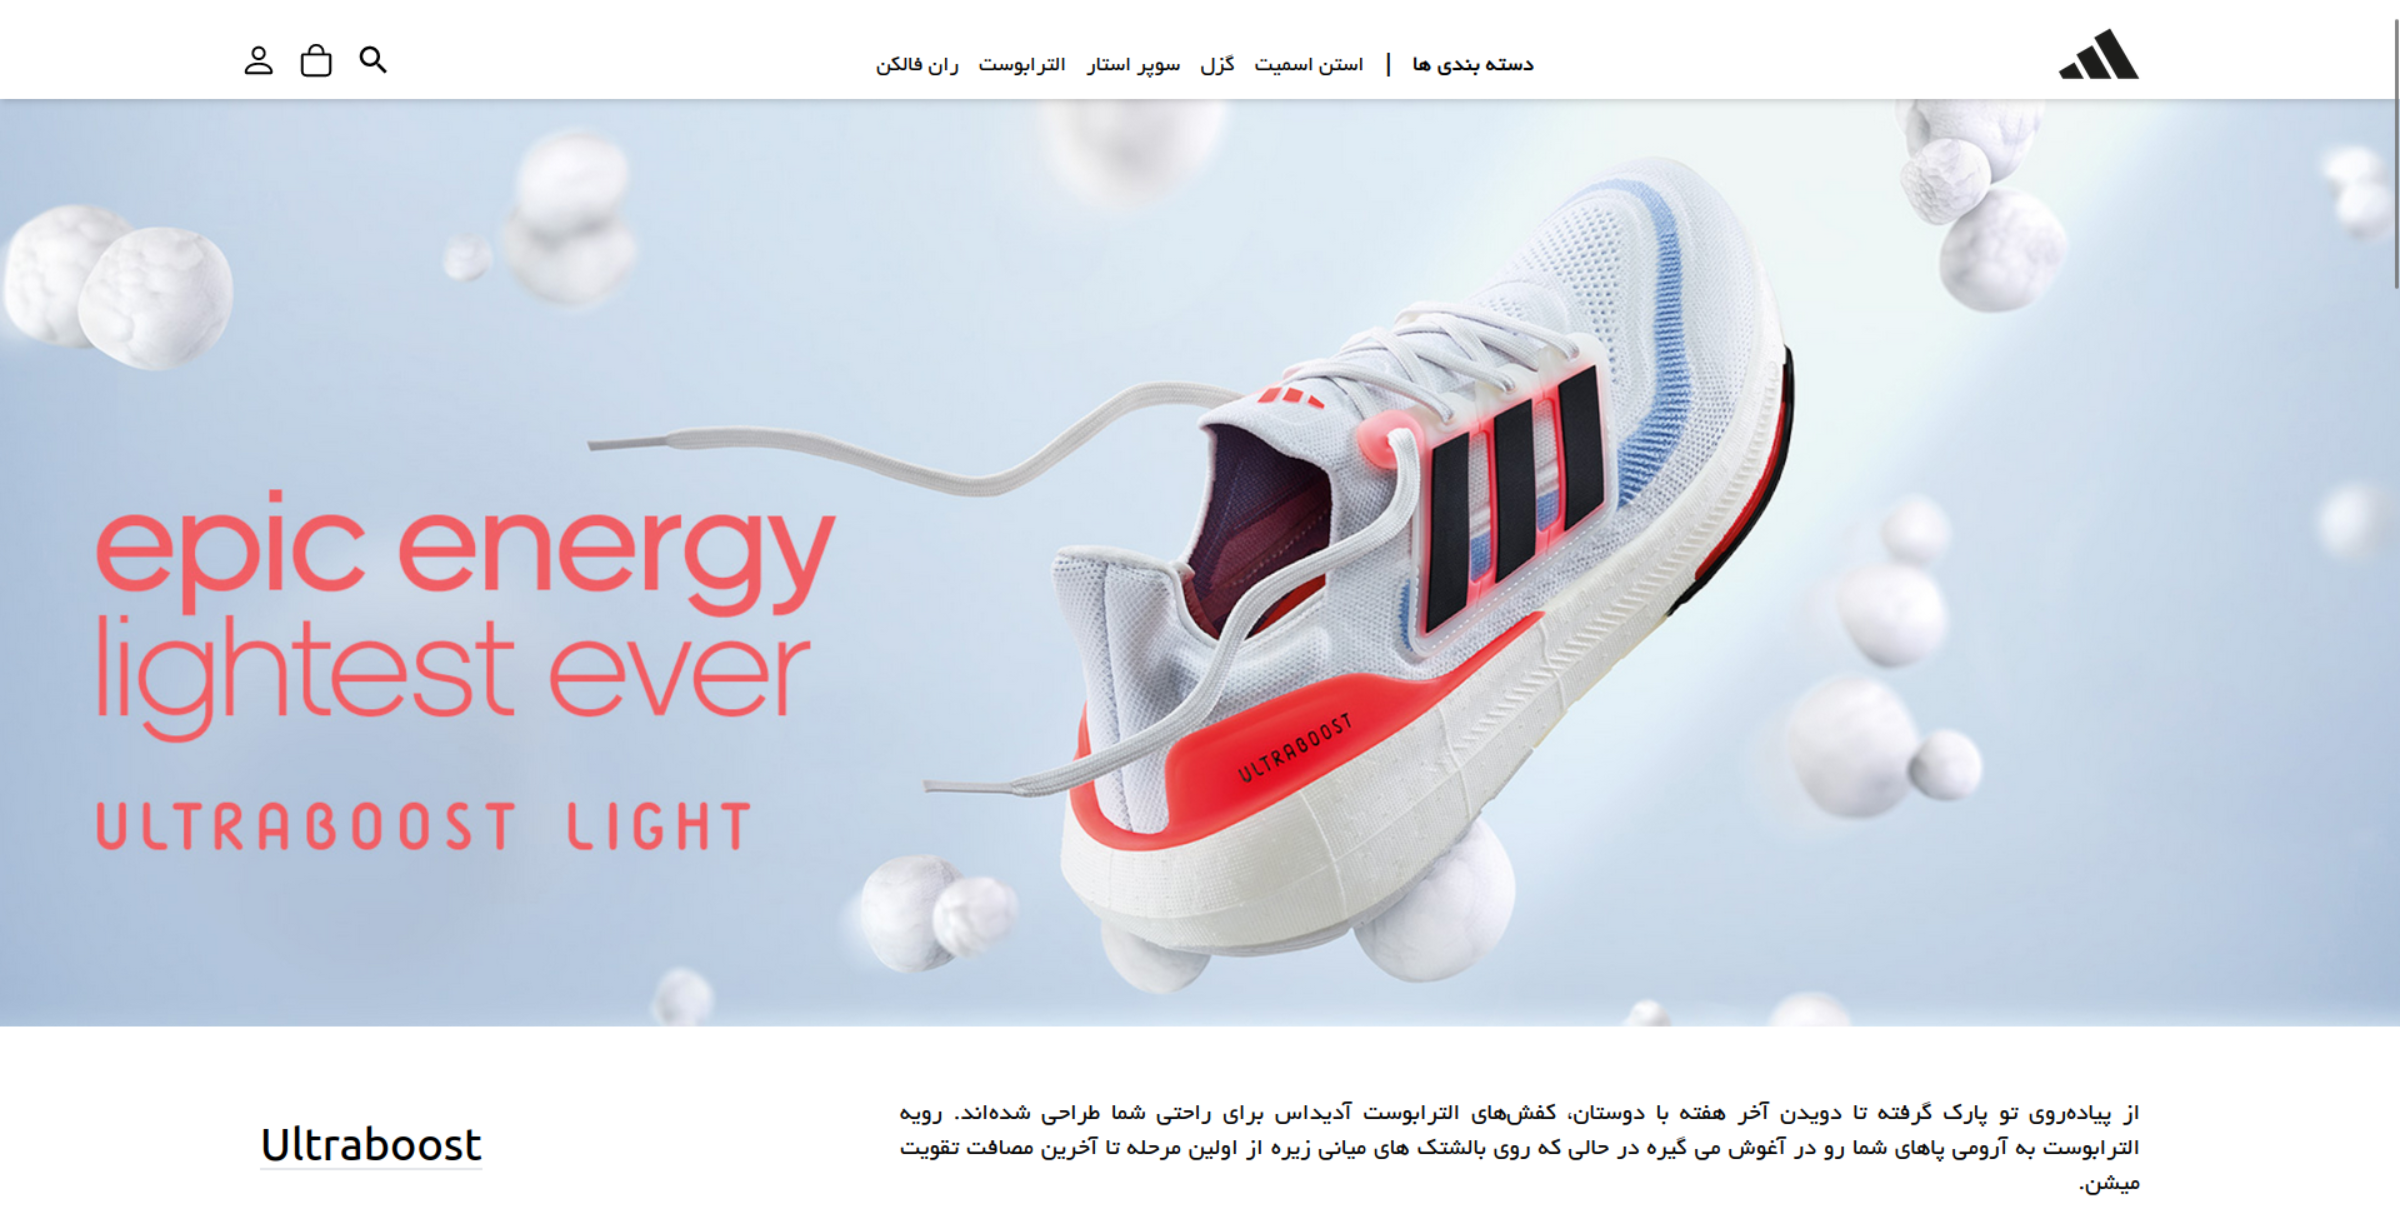 دسته بندی ها | استن اسمیت گزل سوپر استار الترابوست ران فالکن
epic energy
lightest ever
ULTRABOOST LIGHT
ULTRABOOST
از پیاده‌روی تو پارک گرفته تا دویدن آخر هفته با دوستان، کفش‌های الترابوست آدیداس برای راحتی شما طراحی شده‌اند. رویه
الترابوست به آرومی پاهای شما رو در آغوش می گیره در حالی که روی بالشتک های میانی زیره از اولین مرحله تا آخرین مصافت تقویت
میشن.
Ultraboost